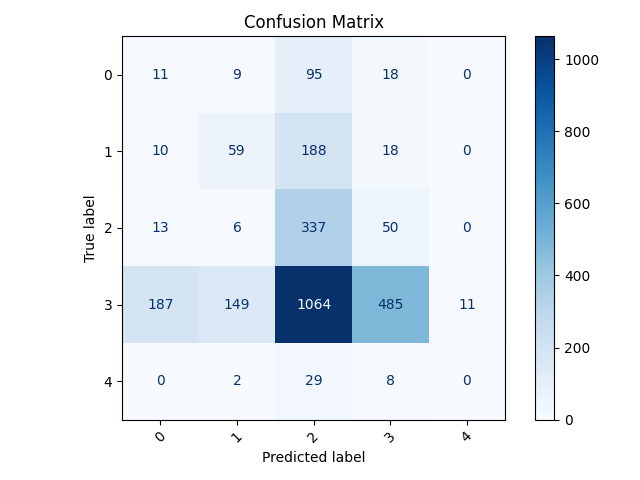 Confusion Matrix
0 11 9 95 18 0
1 10 59 188 18 0
2 13 6 337 50 0
3 187 149 1064 485 11
4 0 2 29 8 0
0 1 2 3 4
Predicted label
True label
1000
800
600
400
200
0